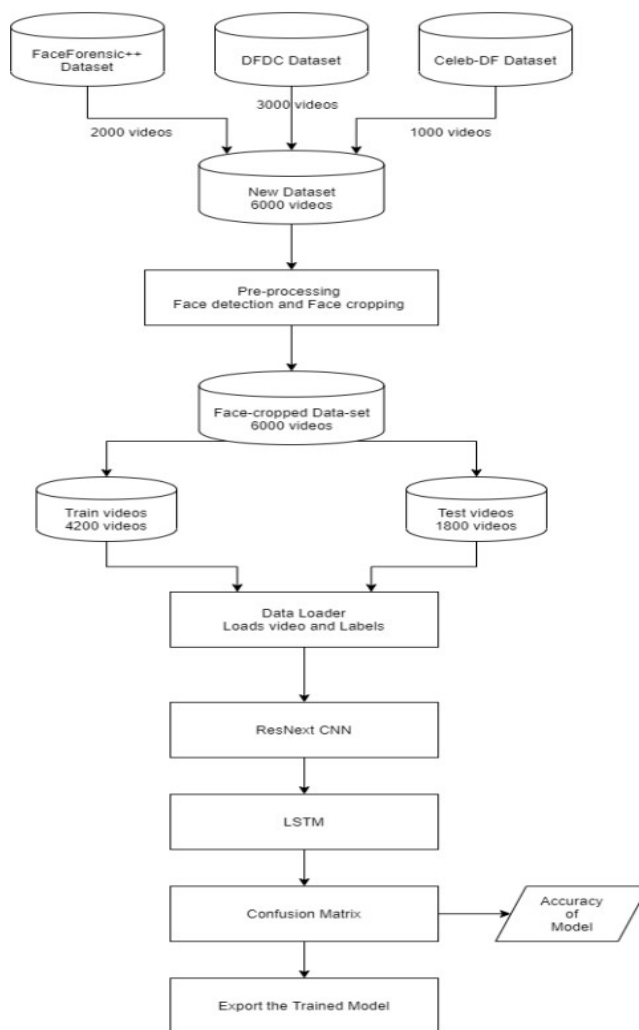 FaceForensic++
Dataset
DFDC Dataset
Celeb-DF Dataset
2000 videos
3000 videos
1000 videos
New Dataset
6000 videos
Pre-processing
Face detection and Face cropping
Face-cropped Data-set
6000 videos
Train videos
4200 videos
Test videos
1800 videos
Data Loader
Loads video and Labels
ResNext CNN
LSTM
Confusion Matrix
Accuracy
of
Model
Export the Trained Model